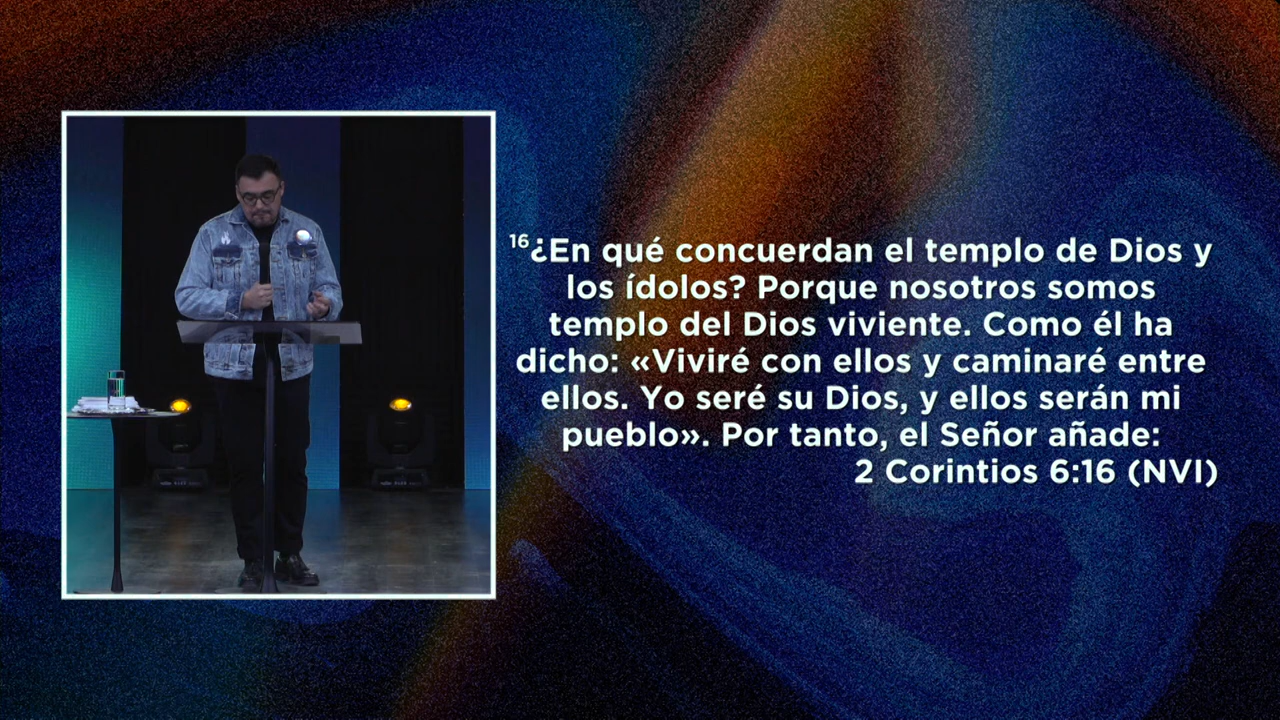 ¹⁶¿En qué concuerdan el templo de Dios y
los ídolos? Porque nosotros somos
templo del Dios viviente. Como él ha
dicho: «Viviré con ellos y caminaré entre
ellos. Yo seré su Dios, y ellos serán mi
pueblo». Por tanto, el Señor añade:
2 Corintios 6:16 (NVI)